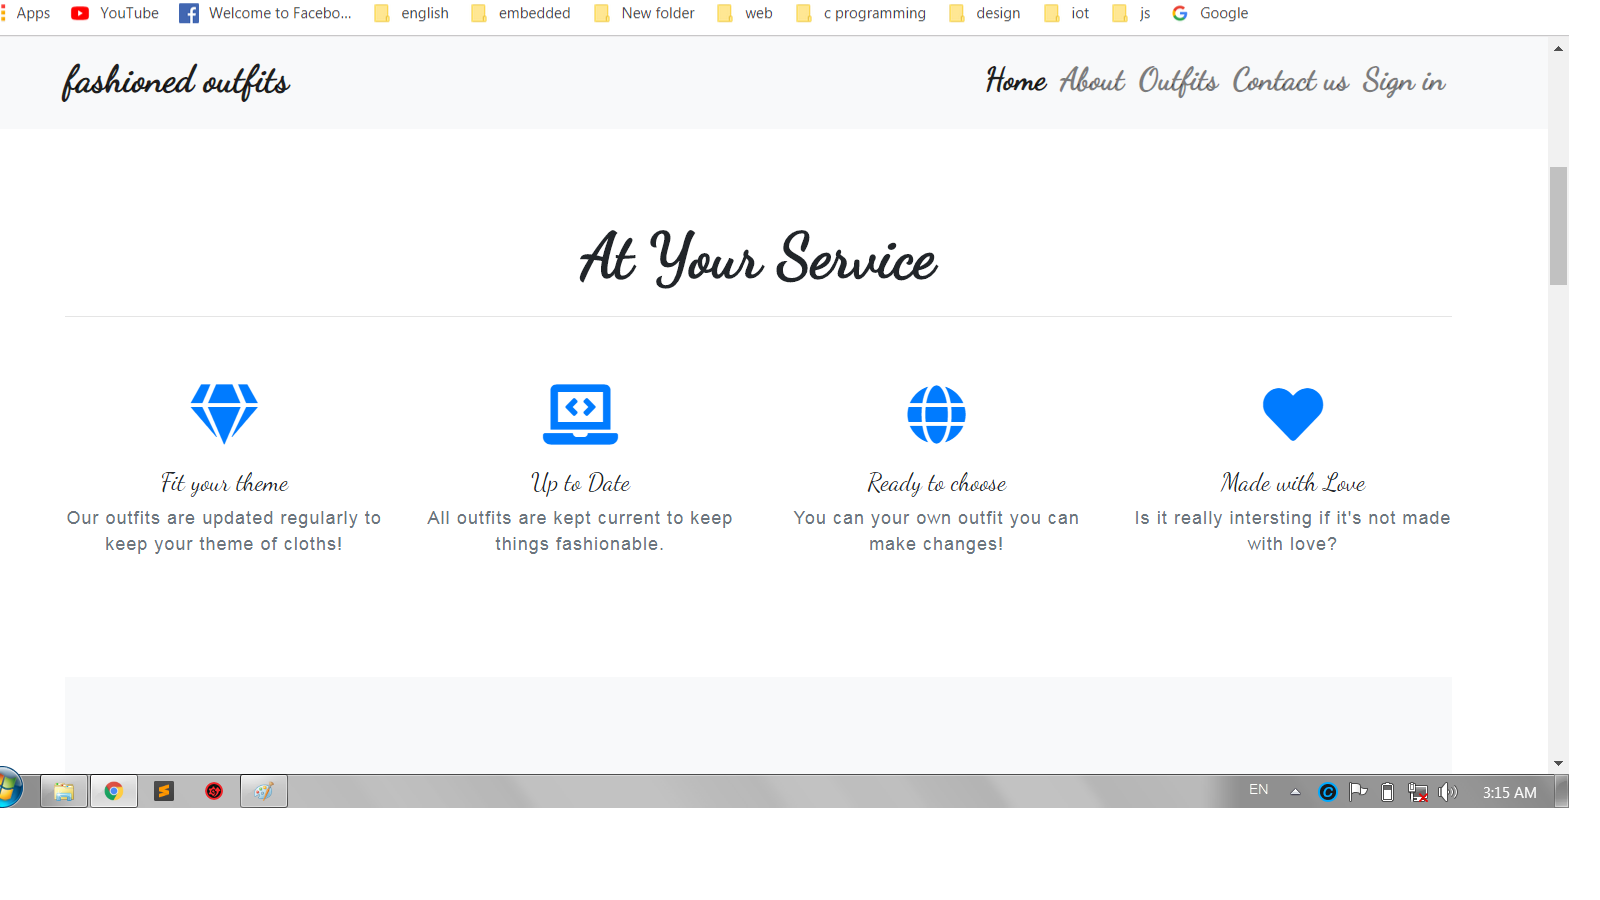 Apps YouTube Welcome to Facebo... english embedded New folder web c programming design iot js Google
fashioned outfits Home About Outfits Contact us Sign in
At Your Service
Fit your theme
Our outfits are updated regularly to
keep your theme of cloths!
Up to Date
All outfits are kept current to keep
things fashionable.
Ready to choose
You can your own outfit you can
make changes!
Made with Love
Is it really intersting if it's not made
with love?
EN 3:15 AM